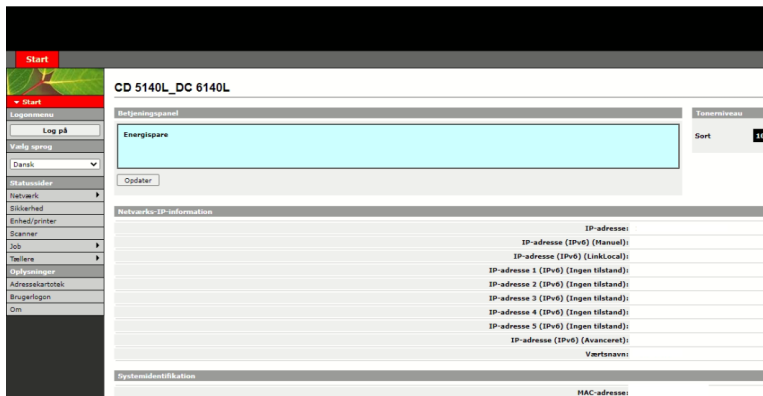 Start
CD 5140L_DC 6140L
Start
Logonmenu
Log på
Vælg sprog
Dansk
Statussider
Netværk
Sikkerhed
Enhed/printer
Scanner
Job
Tællere
Oplysninger
Adressekartotek
Brugerlogon
Om
Betjeningspanel
Energispare
Opdater
Tonerniveau
Sort
Netværks-IP-information
IP-adresse:
IP-adresse (IPv6) (Manuel):
IP-adresse (IPv6) (LinkLocal):
IP-adresse 1 (IPv6) (Ingen tilstand):
IP-adresse 2 (IPv6) (Ingen tilstand):
IP-adresse 3 (IPv6) (Ingen tilstand):
IP-adresse 4 (IPv6) (Ingen tilstand):
IP-adresse 5 (IPv6) (Ingen tilstand):
IP-adresse (IPv6) (Avanceret):
Værtsnavn:
Systemidentifikation
MAC-adresse: